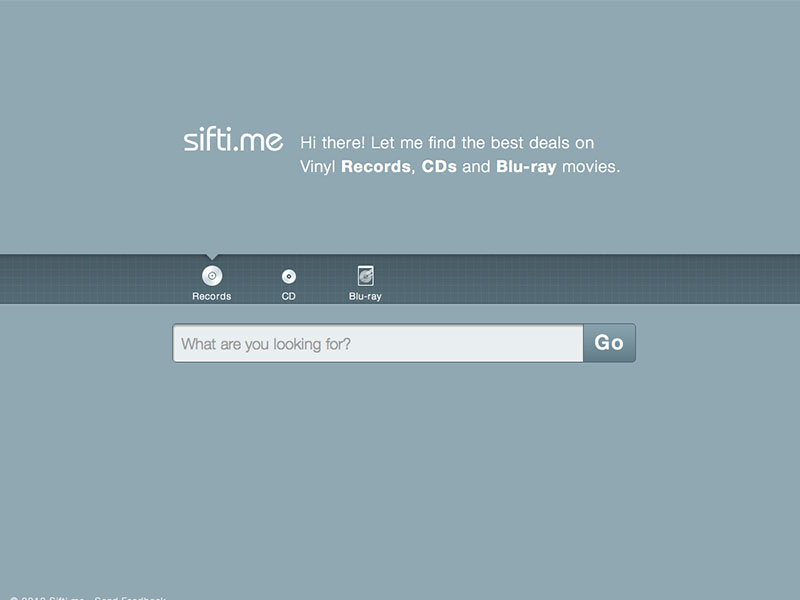 sifti.me
Hi there! Let me find the best deals on
Vinyl Records, CDs and Blu-ray movies.
Records
CD
Blu-ray
What are you looking for?
Go
Sifti.me - Send Feedback